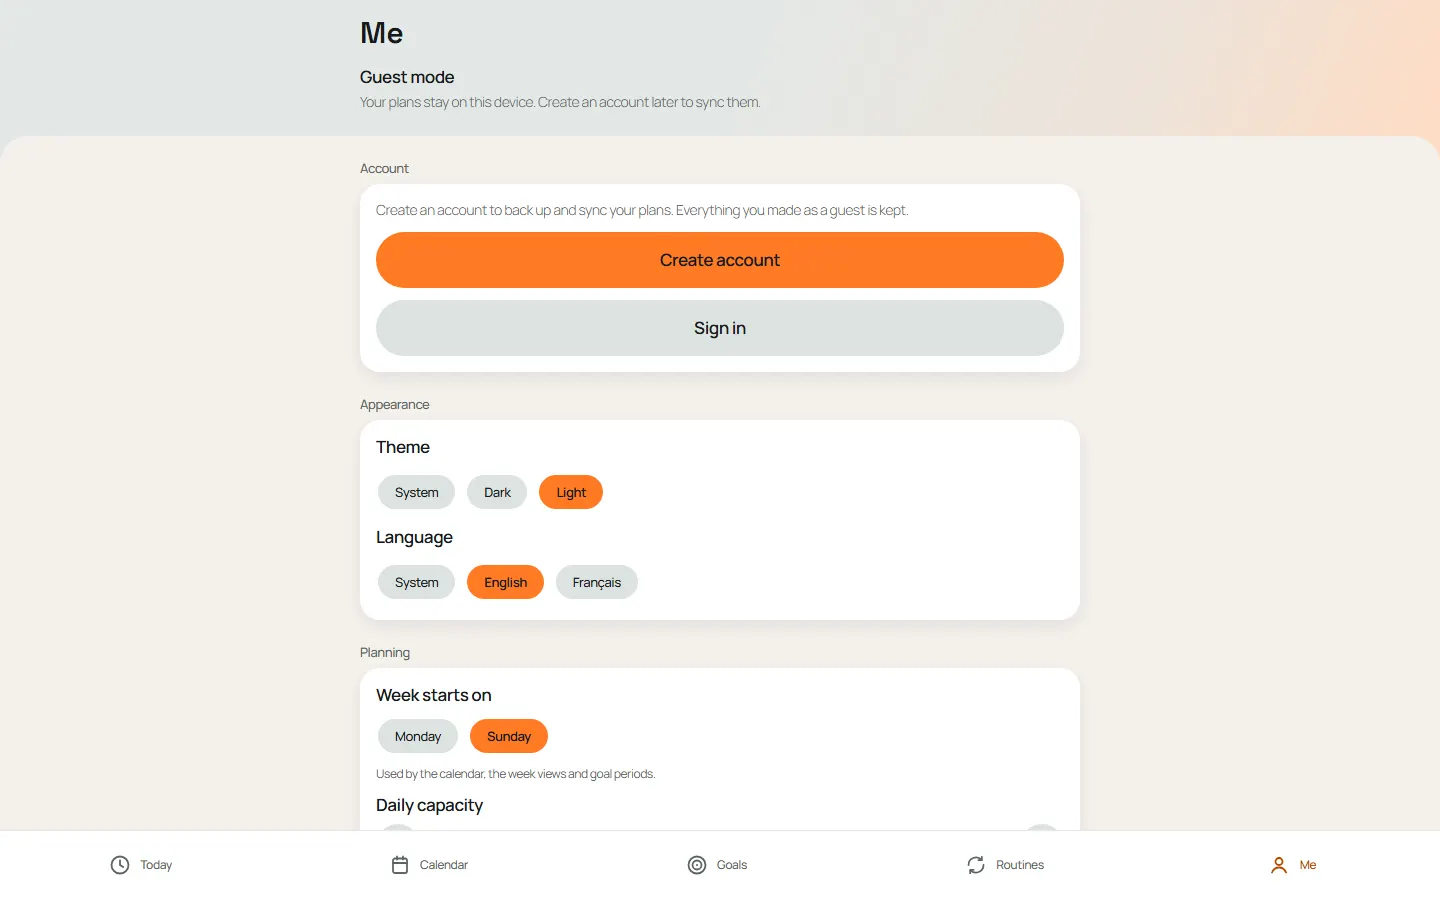 Me
Guest mode
Your plans stay on this device. Create an account later to sync them.
Account
Create an account to back up and sync your plans. Everything you made as a guest is kept.
Create account
Sign in
Appearance
Theme
System Dark Light
Language
System English Français
Planning
Week starts on
Monday Sunday
Used by the calendar, the week views and goal periods.
Daily capacity
Today Calendar Goals Routines Me